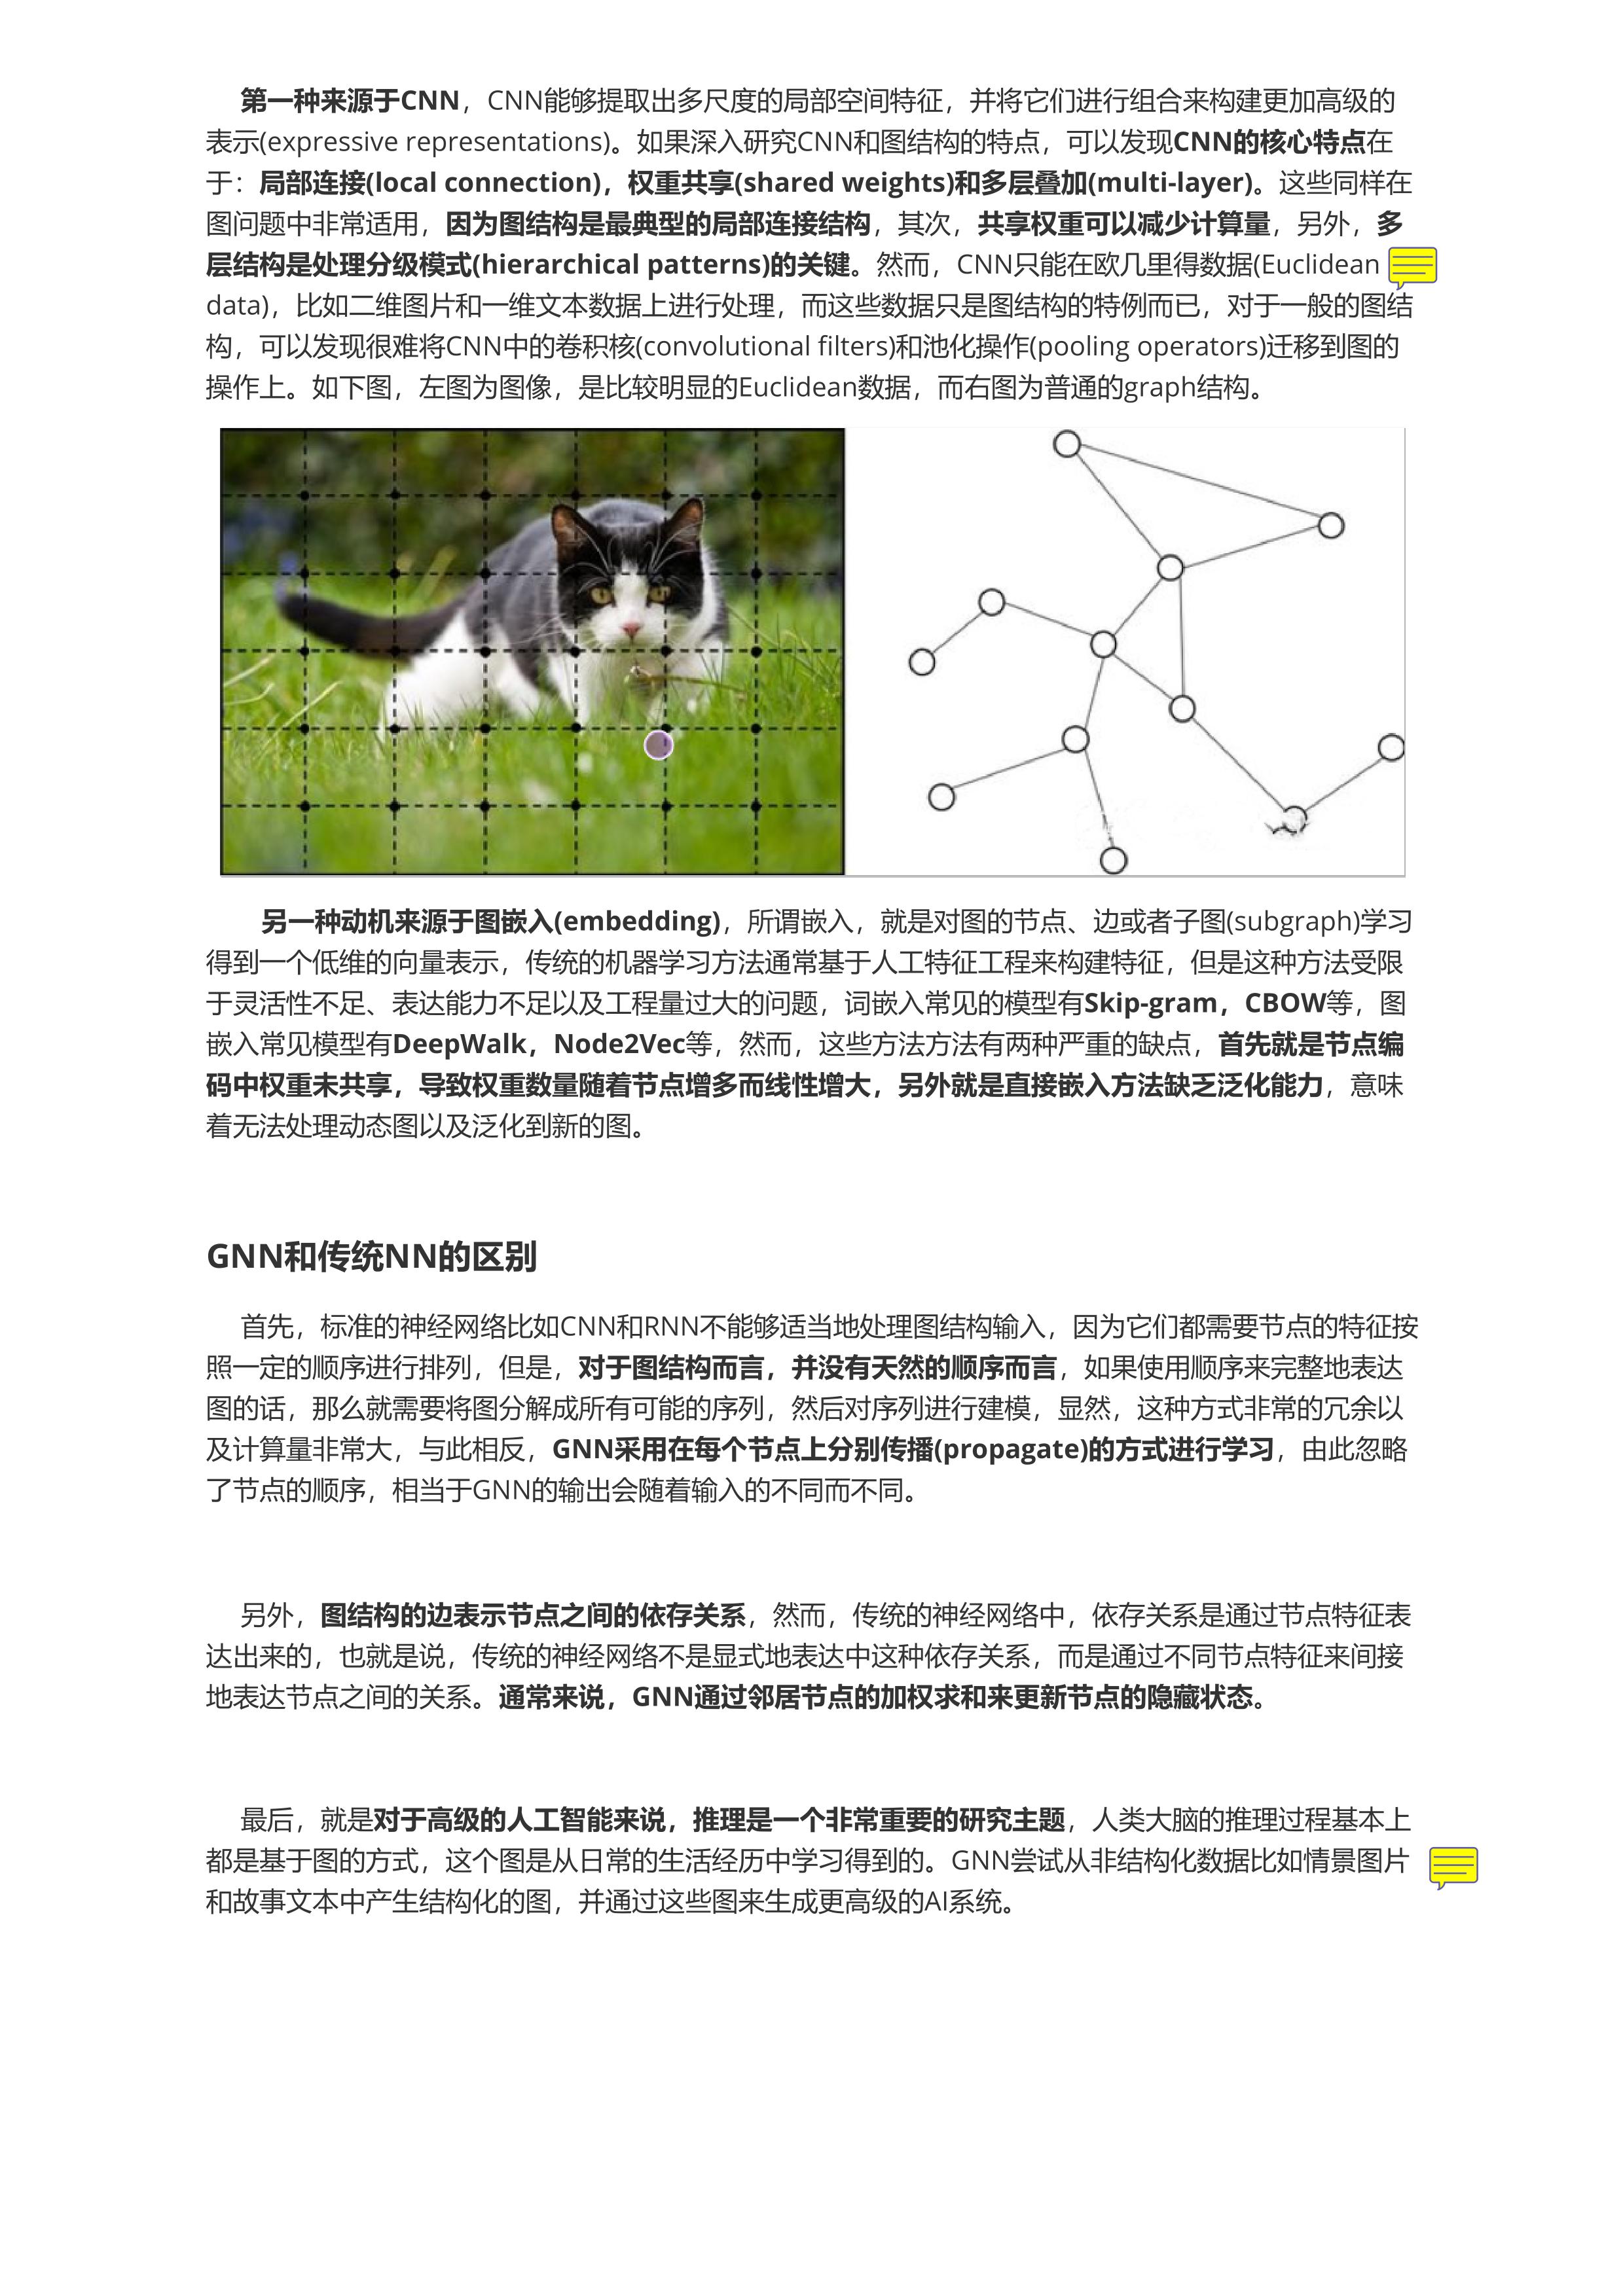 第一种来源于CNN，CNN能够提取出多尺度的局部空间特征，并将它们进行组合来构建更加高级的
表示(expressive representations)。如果深入研究CNN和图结构的特点，可以发现CNN的核心特点在
于：局部连接(local connection)，权重共享(shared weights)和多层叠加(multi-layer)。这些同样在
图问题中非常适用，因为图结构是最典型的局部连接结构，其次，共享权重可以减少计算量，另外，多
层结构是处理分级模式(hierarchical patterns)的关键。然而，CNN只能在欧几里得数据(Euclidean
data)，比如二维图片和一维文本数据上进行处理，而这些数据只是图结构的特例而已，对于一般的图结
构，可以发现很难将CNN中的卷积核(convolutional filters)和池化操作(pooling operators)迁移到图的
操作上。如下图，左图为图像，是比较明显的Euclidean数据，而右图为普通的graph结构。
另一种动机来源于图嵌入(embedding)，所谓嵌入，就是对图的节点、边或者子图(subgraph)学习
得到一个低维的向量表示，传统的机器学习方法通常基于人工特征工程来构建特征，但是这种方法受限
于灵活性不足、表达能力不足以及工程量过大的问题，词嵌入常见的模型有Skip-gram，CBOW等，图
嵌入常见模型有DeepWalk，Node2Vec等，然而，这些方法方法有两种严重的缺点，首先就是节点编
码中权重未共享，导致权重数量随着节点增多而线性增大，另外就是直接嵌入方法缺乏泛化能力，意味
着无法处理动态图以及泛化到新的图。
GNN和传统NN的区别
首先，标准的神经网络比如CNN和RNN不能够适当地处理图结构输入，因为它们都需要节点的特征按
照一定的顺序进行排列，但是，对于图结构而言，并没有天然的顺序而言，如果使用顺序来完整地表达
图的话，那么就需要将图分解成所有可能的序列，然后对序列进行建模，显然，这种方式非常的冗余以
及计算量非常大，与此相反，GNN采用在每个节点上分别传播(propagate)的方式进行学习，由此忽略
了节点的顺序，相当于GNN的输出会随着输入的不同而不同。
另外，图结构的边表示节点之间的依存关系，然而，传统的神经网络中，依存关系是通过节点特征表
达出来的，也就是说，传统的神经网络不是显式地表达中这种依存关系，而是通过不同节点特征来间接
地表达节点之间的关系。通常来说，GNN通过邻居节点的加权求和来更新节点的隐藏状态。
最后，就是对于高级的人工智能来说，推理是一个非常重要的研究主题，人类大脑的推理过程基本上
都是基于图的方式，这个图是从日常的生活经历中学习得到的。GNN尝试从非结构化数据比如情景图片
和故事文本中产生结构化的图，并通过这些图来生成更高级的AI系统。